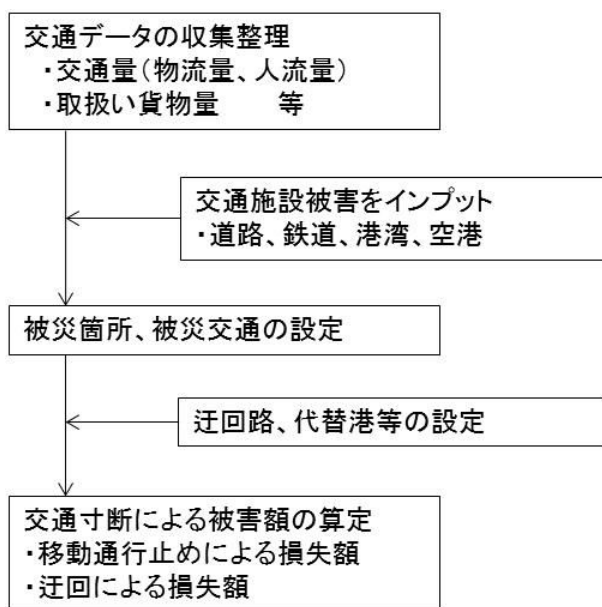 交通データの収集整理
・交通量(物流量、人流量)
・取扱い貨物量　　等
交通施設被害をインプット
・道路、鉄道、港湾、空港
被災箇所、被災交通の設定
迂回路、代替港等の設定
交通寸断による被害額の算定
・移動通行止めによる損失額
・迂回による損失額